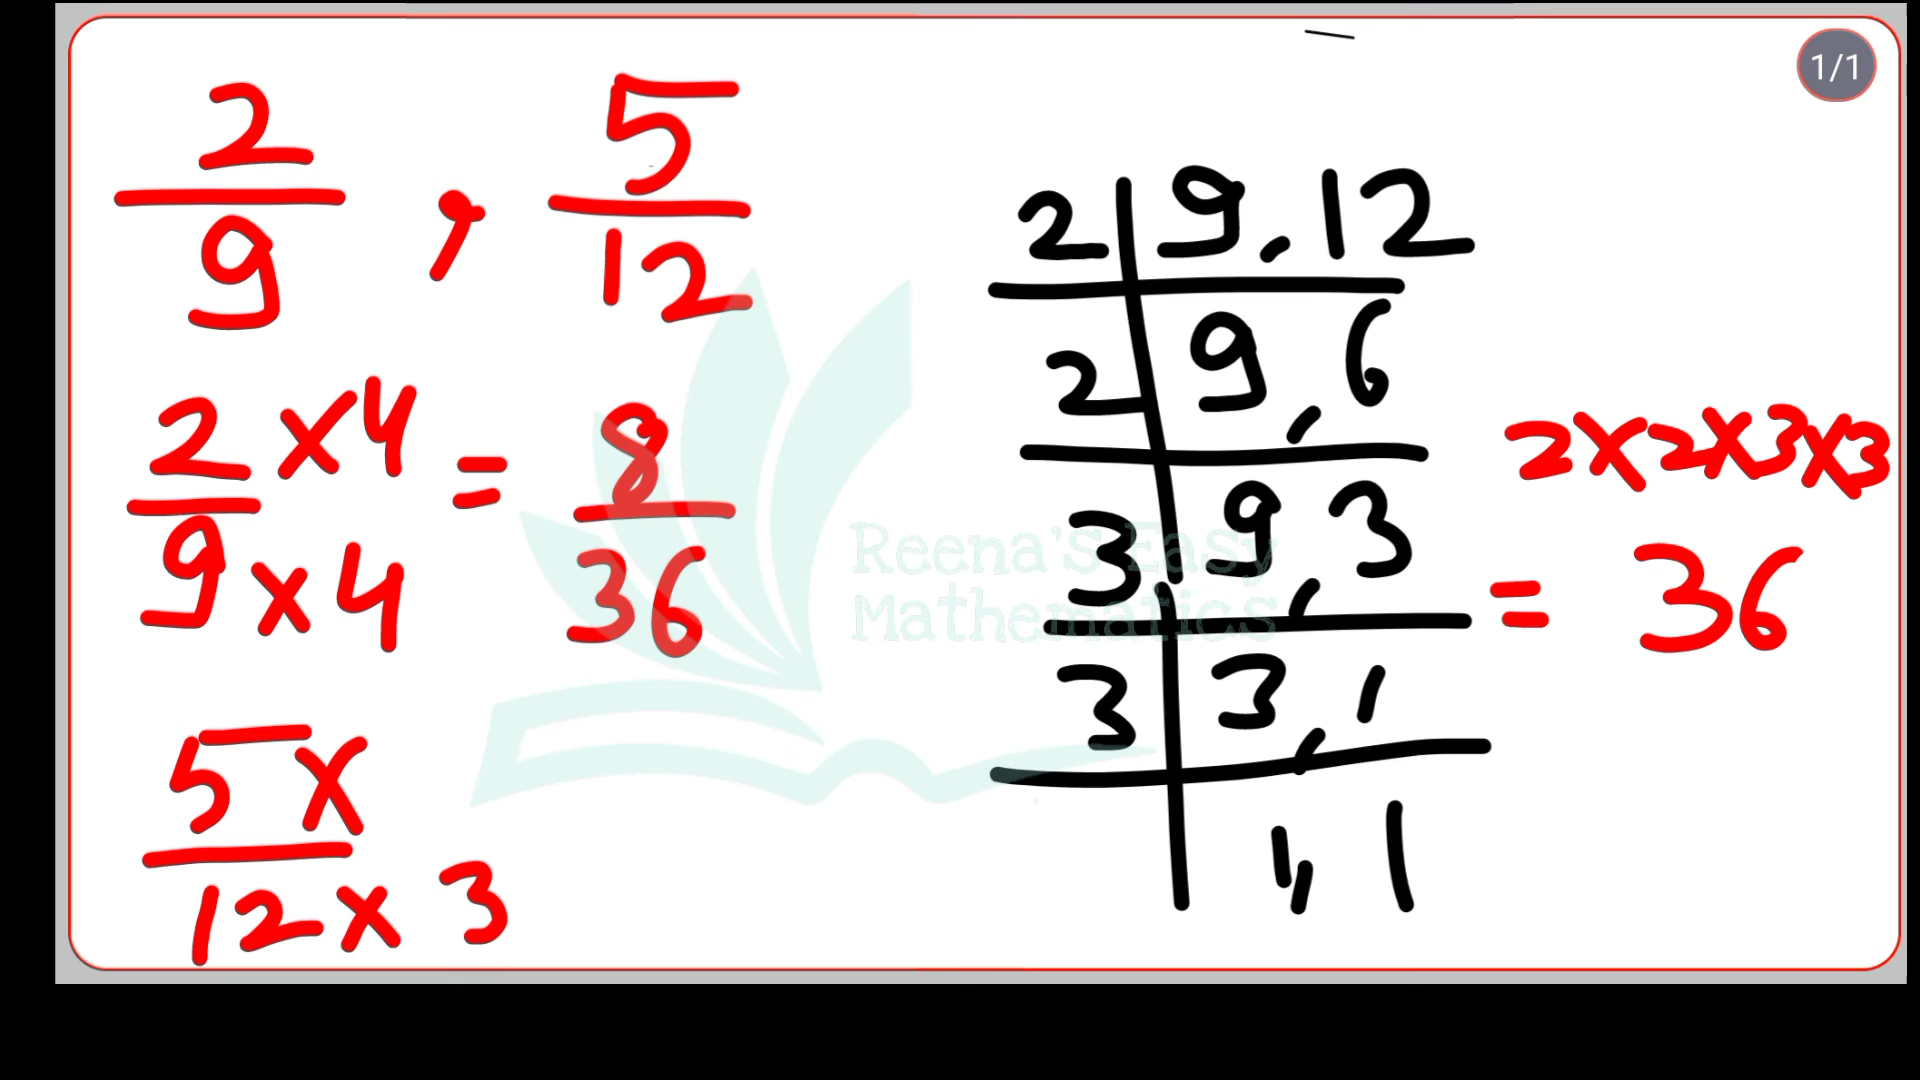 1/1
2/9 , 5/12
2/9 ×4 ×4 = 8/36
5× / 12×3
2 | 9, 12
2 | 9, 6
3 | 9, 3
3 | 3, 1
1, 1
2×2×3×3
= 36
Reena's Easy
Mathematics